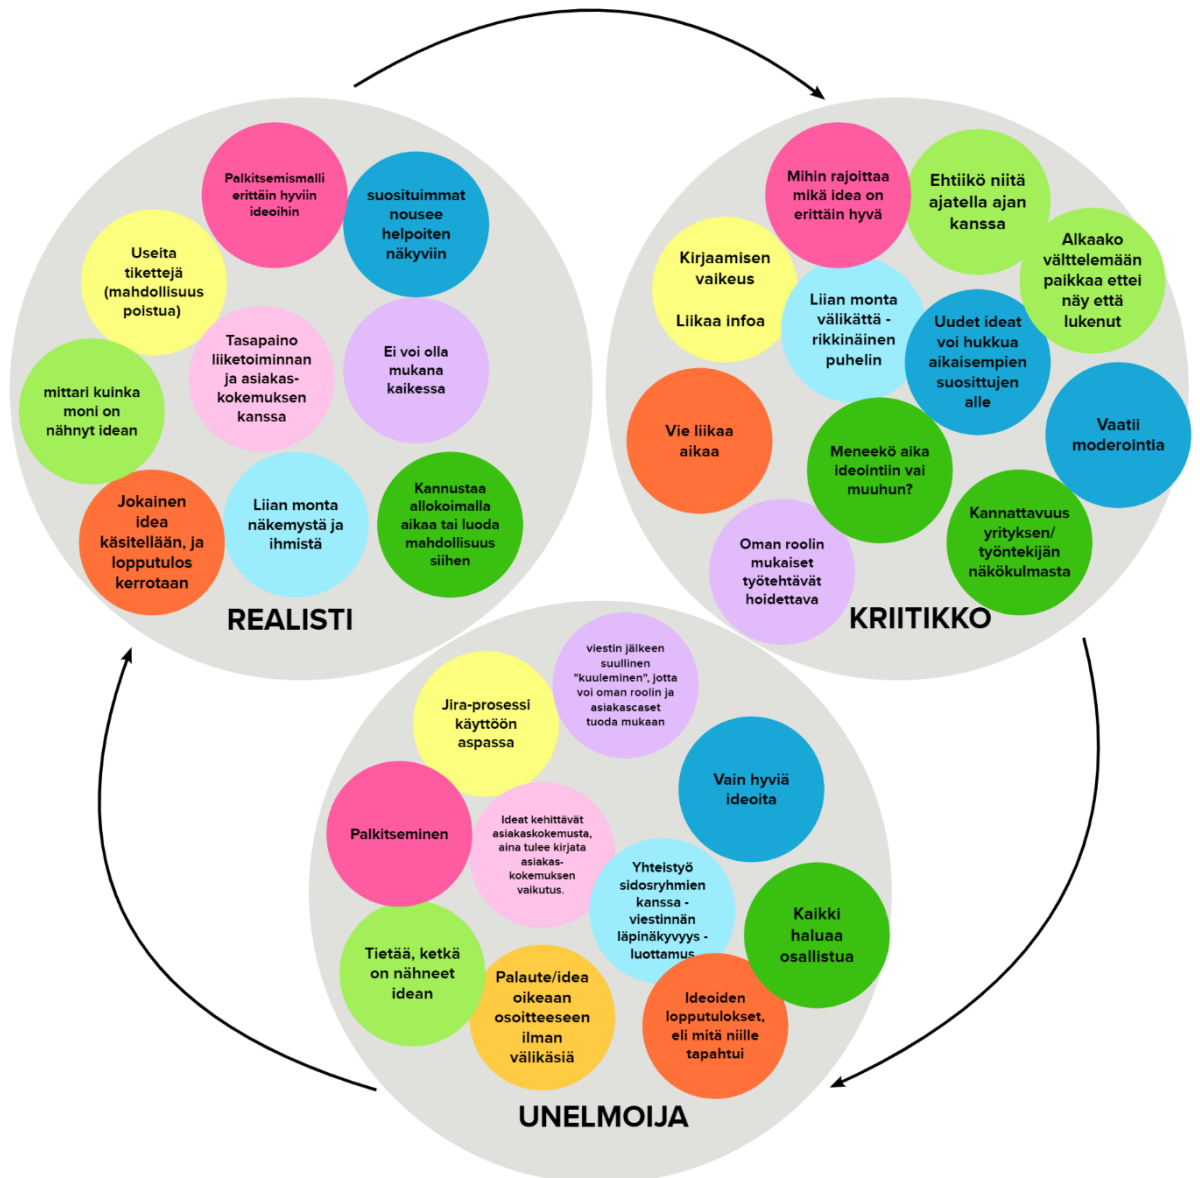 Palkitsemismalli
erittäin hyviin
ideoihin
suosituimmat
nousee
helpoiten
näkyviin
Useita
tikettejä
(mahdollisuus
poistua)
Tasapaino
liiketoiminnan
ja asiakas-
kokemuksen
kanssa
Ei voi olla
mukana
kaikessa
mittari kuinka
moni on
nähnyt idean
Jokainen
idea
käsitellään, ja
lopputulos
kerrotaan
Liian monta
näkemystä ja
ihmistä
Kannustaa
allokoimalla
aikaa tai luoda
mahdollisuus
siihen
REALISTI
Mihin rajoittaa
mikä idea on
erittäin hyvä
Ehtiikö niitä
ajatella ajan
kanssa
Alkaako
välttelemään
paikkaa ettei
näy että
lukenut
Kirjaamisen
vaikeus
Liikaa infoa
Liian monta
välikättä -
rikkinäinen
puhelin
Uudet ideat
voi hukkua
aikaisempien
suosittujen
alle
Vie liikaa
aikaa
Meneekö aika
ideointiin vai
muuhun?
Vaatii
moderointia
Oman roolin
mukaiset
työtehtävät
hoidettava
Kannattavuus
yrityksen/
työntekijän
näkökulmasta
KRIITIKKO
viestin jälkeen
suullinen
"kuuleminen", jotta
voi oman roolin ja
asiakascaset
tuoda mukaan
Jira-prosessi
käyttöön
aspassa
Vain hyviä
ideoita
Palkitseminen
Ideat kehittävät
asiakaskokemusta,
aina tulee kirjata
asiakas-
kokemuksen
vaikutus.
Yhteistyö
sidosryhmien
kanssa -
viestinnän
läpinäkyvyys -
luottamus
Kaikki
haluaa
osallistua
Tietää, ketkä
on nähneet
idean
Palaute/idea
oikeaan
osoitteeseen
ilman
välikäsiä
Ideoiden
lopputulokset,
eli mitä niille
tapahtui
UNELMOIJA